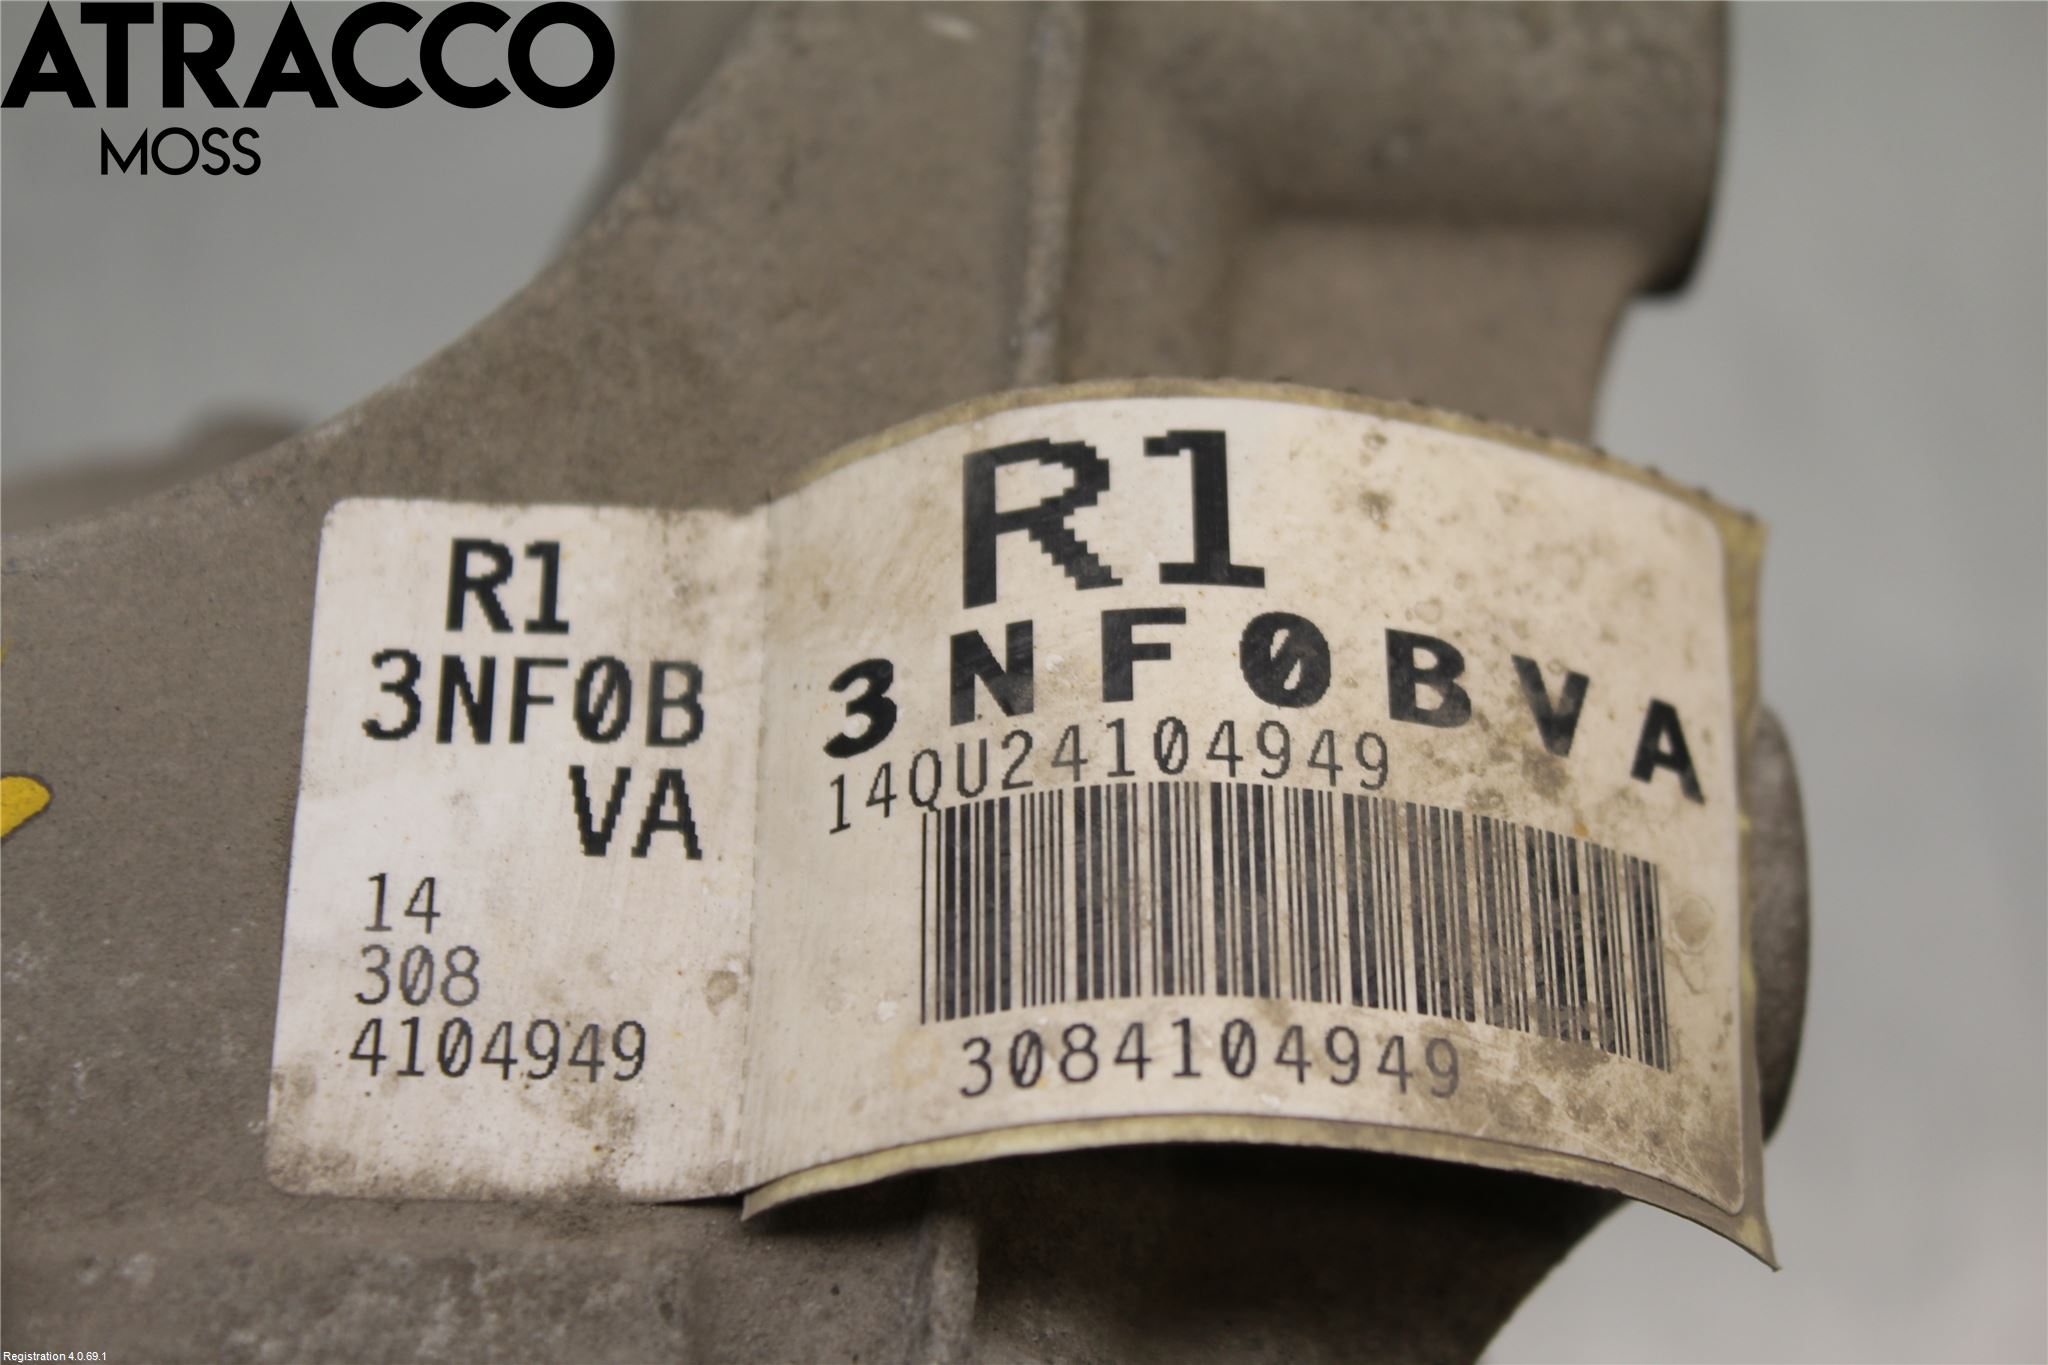 ATRACCO
MOSS
R1
3NF0B
VA
14
308
4104949
R1
3NF0BVA
14QU24104949
3084104949
Registration 4.0.69.1